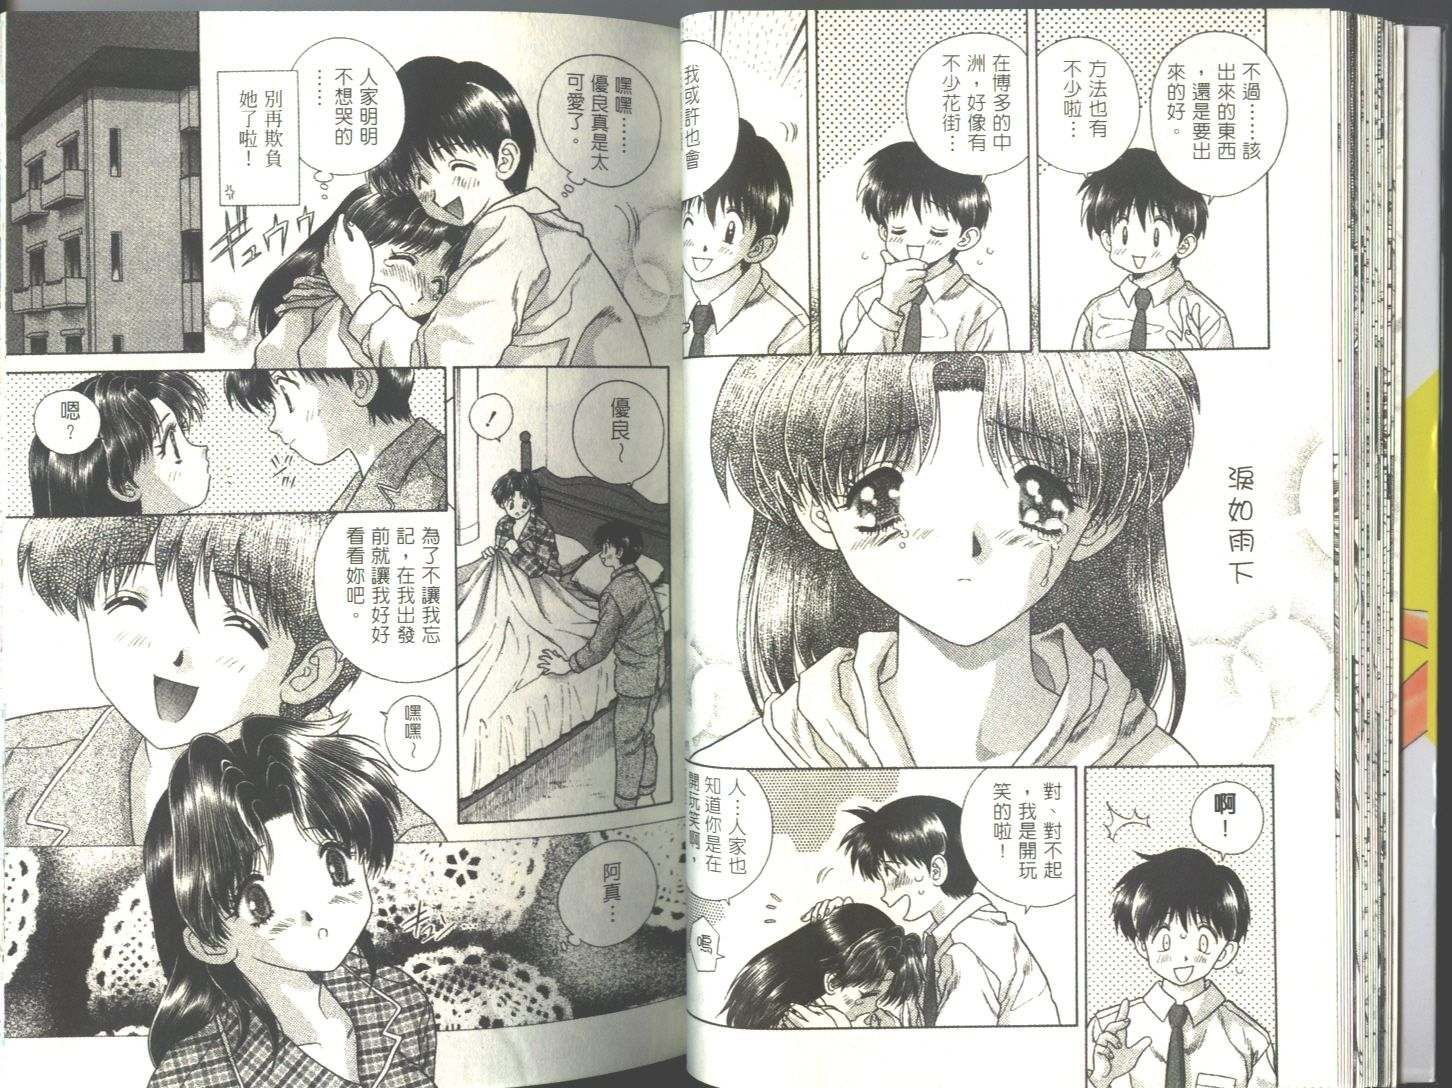 不過……該
出來的東西
，還是要出
來的好。
方法也有
不少啦…
在博多的中
洲，好像有
不少花街…
我或許也會
淚如雨下
啊！
對、對不起
，我是開玩
笑的啦！
人…人家也
知道你是在
開玩笑啊，
嗚
嘿嘿……
優良真是太
可愛了。
人家明明
不想哭的
……
別再欺負
她了啦！
ギュウウ
優良～
！
嗯？
為了不讓我忘
記，在我出發
前就讓我好好
看看妳吧。
嘿嘿～
阿真…